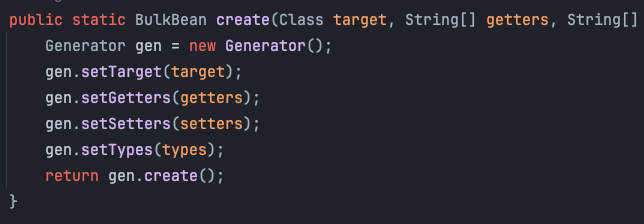 public static BulkBean create(Class target, String[] getters, String[]
    Generator gen = new Generator();
    gen.setTarget(target);
    gen.setGetters(getters);
    gen.setSetters(setters);
    gen.setTypes(types);
    return gen.create();
}